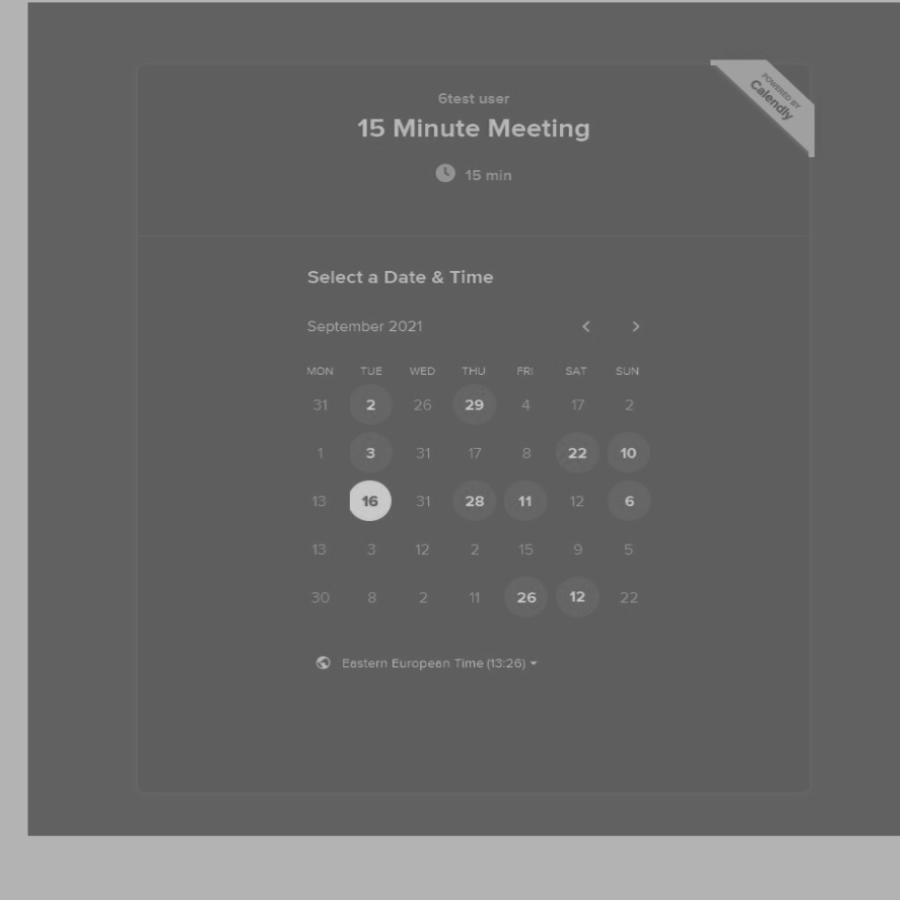 POWERED BY
Calendly
6test user
15 Minute Meeting
15 min
Select a Date & Time
September 2021
MON TUE WED THU FRI SAT SUN
31 2 26 29 4 17 2
1 3 31 17 8 22 10
13 16 31 28 11 12 6
13 3 12 2 15 9 5
30 8 2 11 26 12 22
Eastern European Time (13:26)